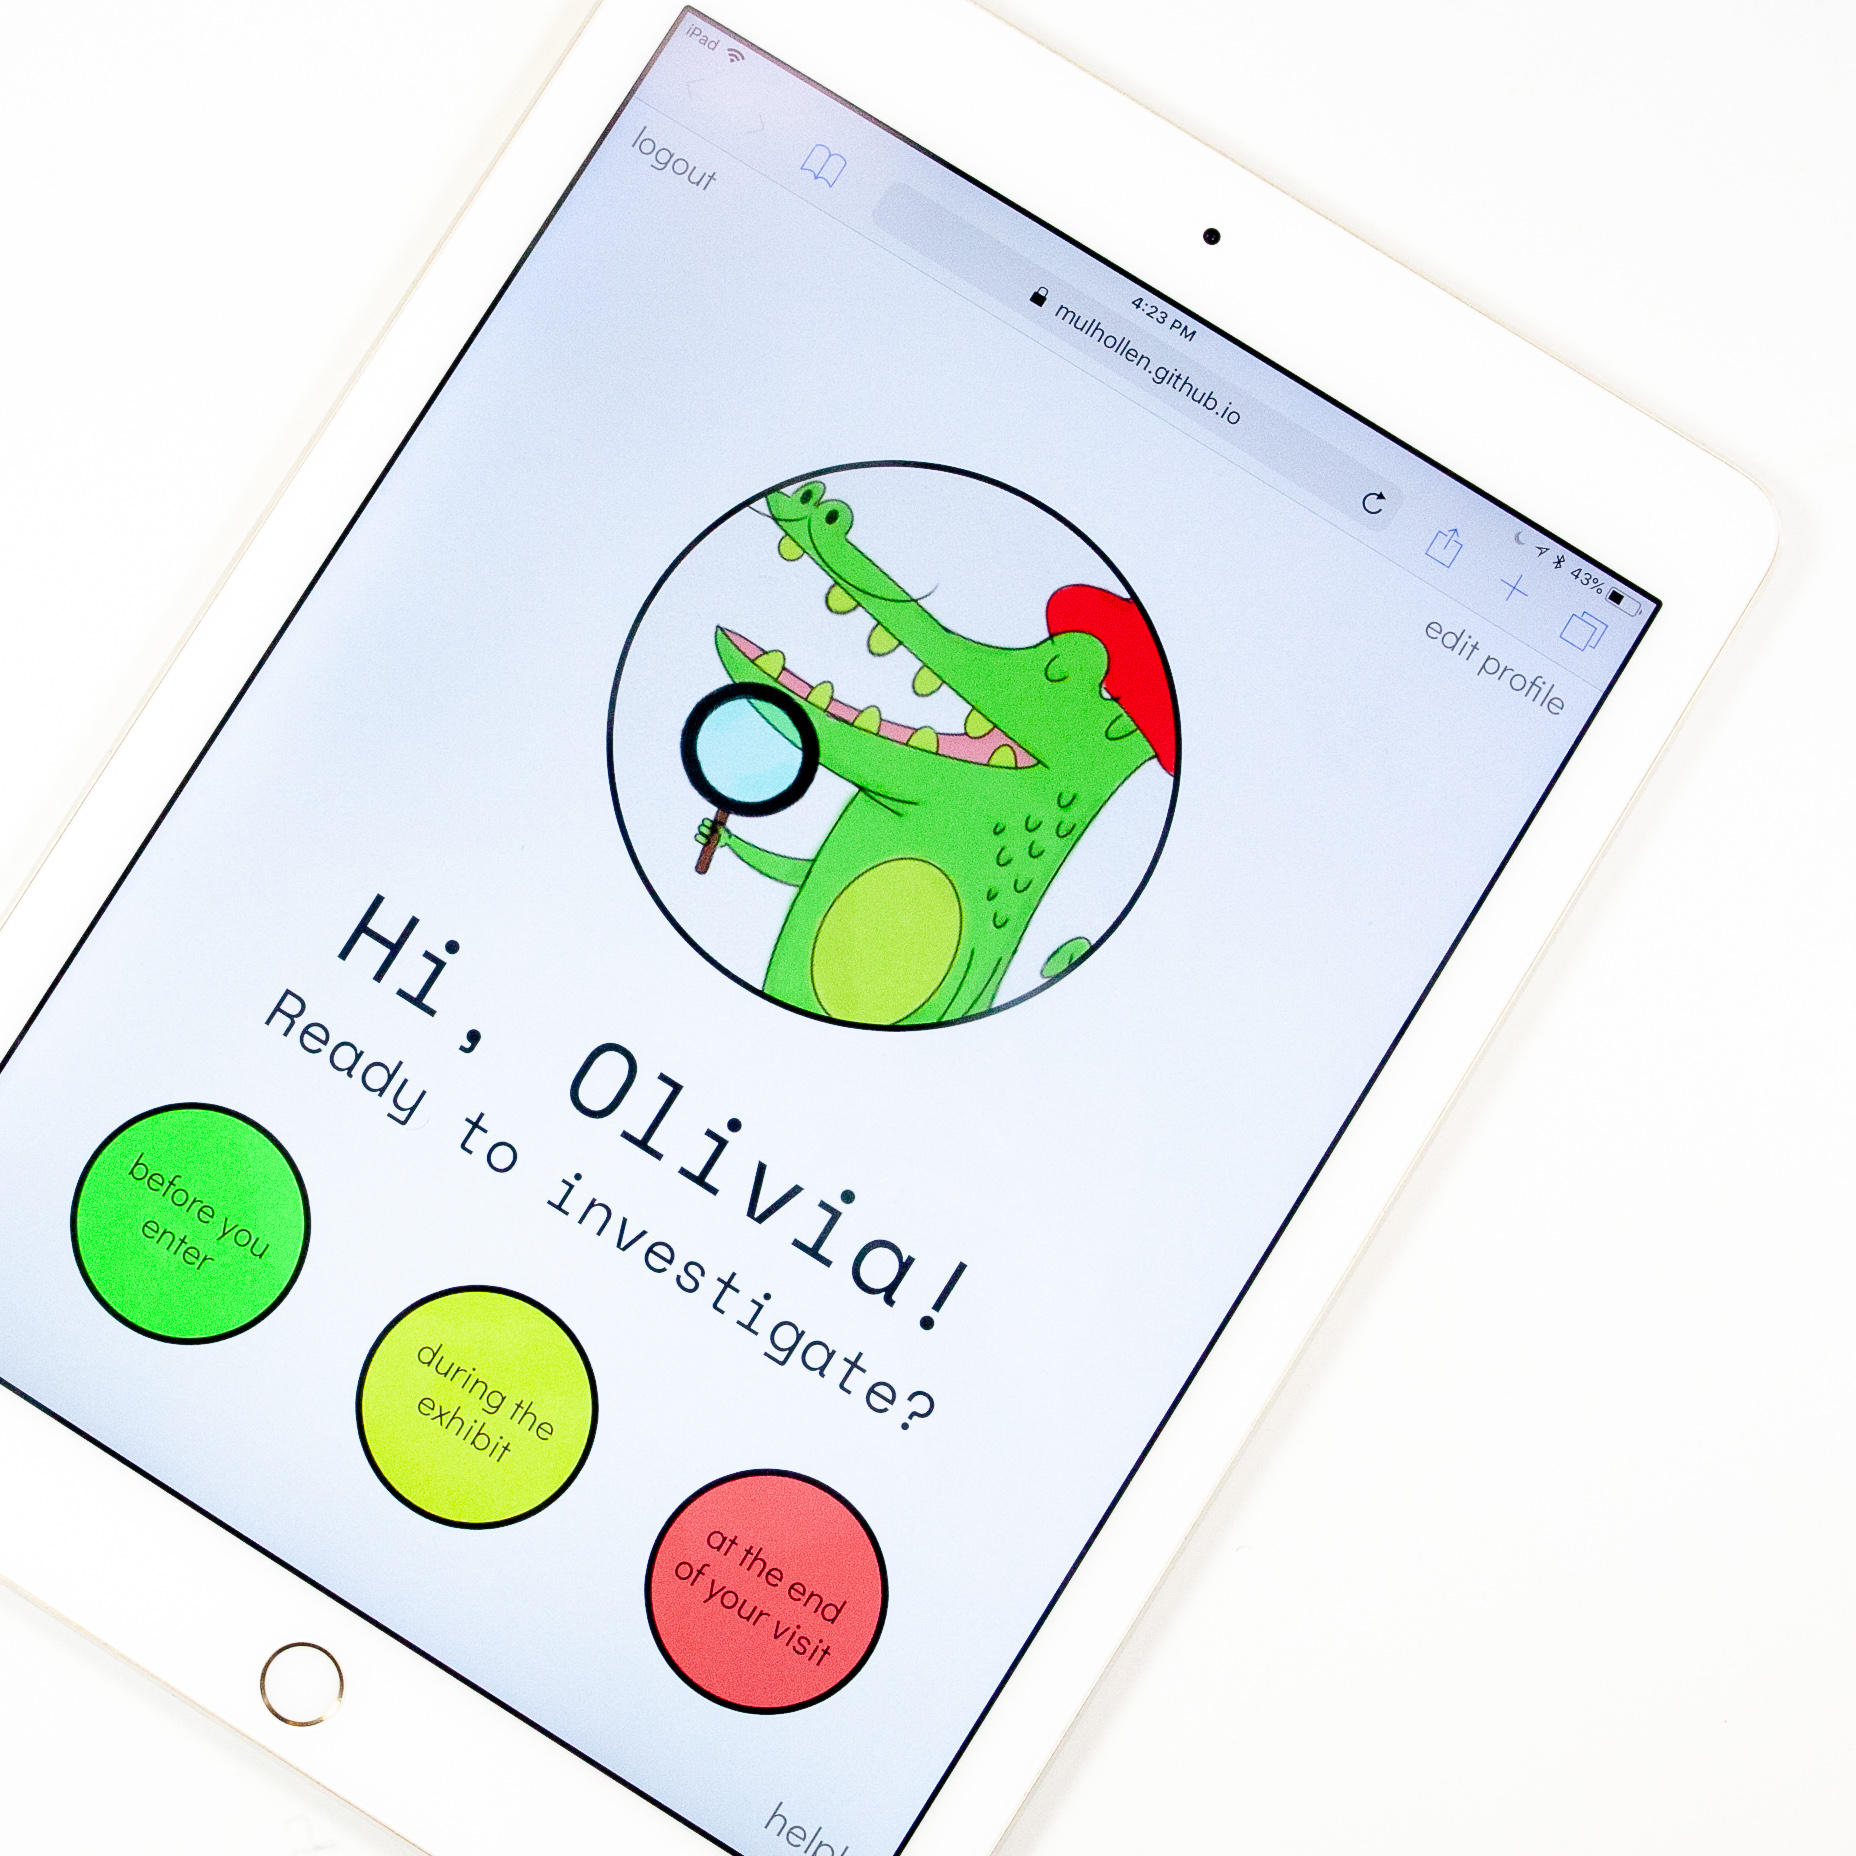 iPad
4:23 PM
43%
mulhollen.github.io
logout
edit profile
Hi, Olivia!
Ready to investigate?
before you
enter
during the
exhibit
at the end
of your visit
help!